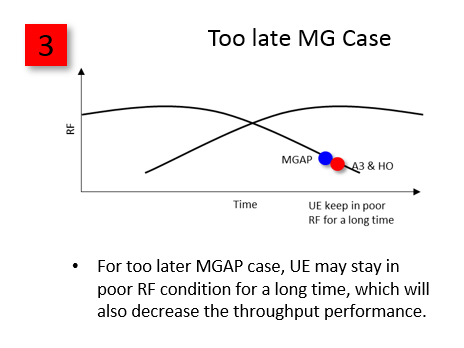 3
Too late MG Case
RF
MGAP
A3 & HO
Time
UE keep in poor
RF for a long time
• For too later MGAP case, UE may stay in
poor RF condition for a long time, which will
also decrease the throughput performance.